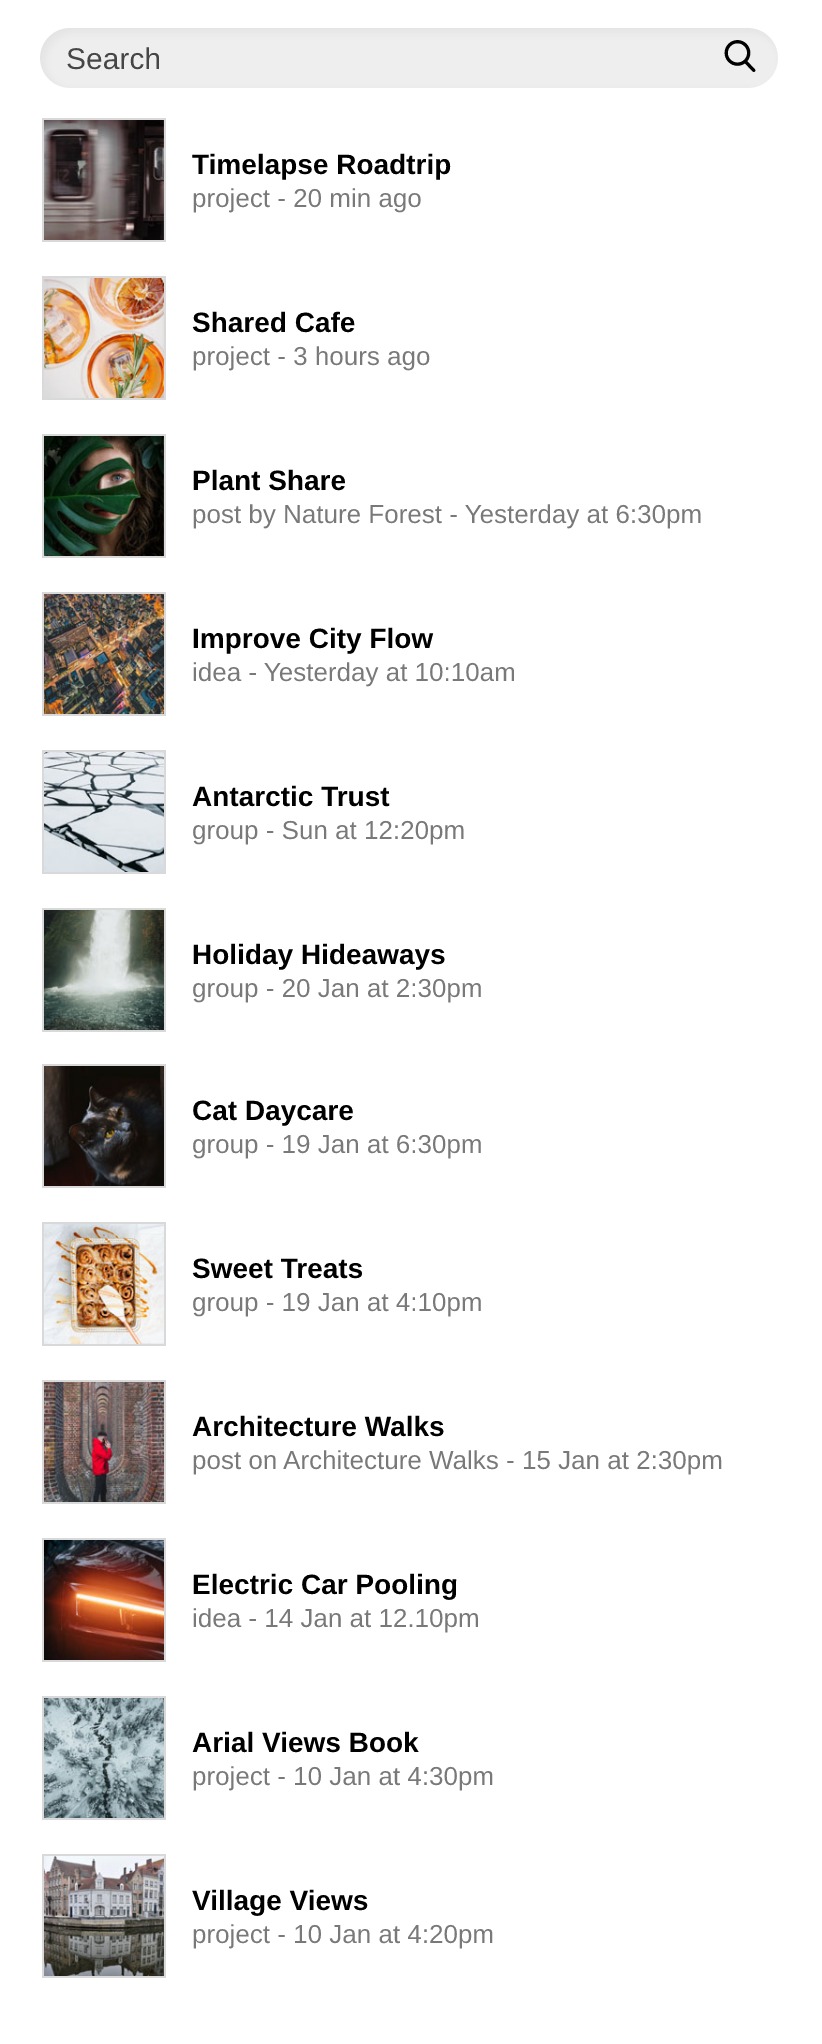 Search
Timelapse Roadtrip
project - 20 min ago
Shared Cafe
project - 3 hours ago
Plant Share
post by Nature Forest - Yesterday at 6:30pm
Improve City Flow
idea - Yesterday at 10:10am
Antarctic Trust
group - Sun at 12:20pm
Holiday Hideaways
group - 20 Jan at 2:30pm
Cat Daycare
group - 19 Jan at 6:30pm
Sweet Treats
group - 19 Jan at 4:10pm
Architecture Walks
post on Architecture Walks - 15 Jan at 2:30pm
Electric Car Pooling
idea - 14 Jan at 12.10pm
Arial Views Book
project - 10 Jan at 4:30pm
Village Views
project - 10 Jan at 4:20pm